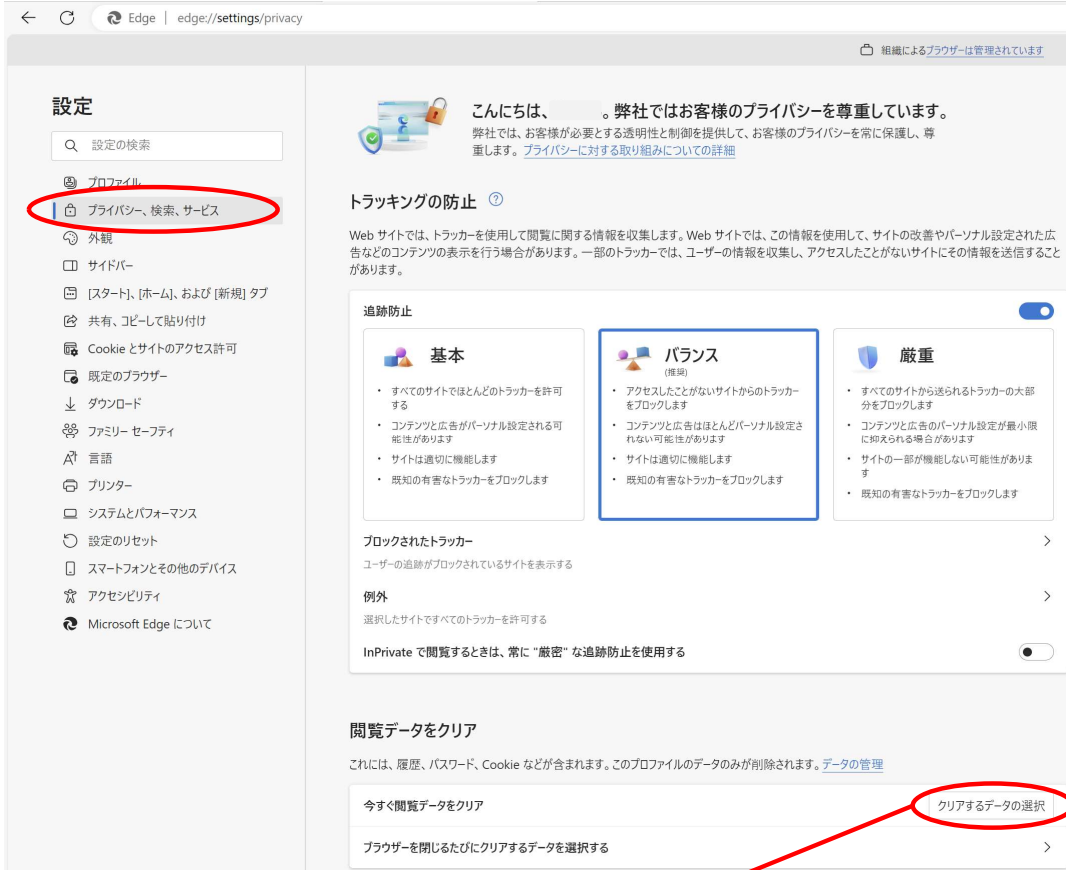 Edge | edge://settings/privacy
組織によるブラウザーは管理されています
設定
設定の検索
プロファイル
プライバシー、検索、サービス
外観
サイドバー
[スタート]、[ホーム]、および [新規] タブ
共有、コピーして貼り付け
Cookie とサイトのアクセス許可
既定のブラウザー
ダウンロード
ファミリー セーフティ
言語
プリンター
システムとパフォーマンス
設定のリセット
スマートフォンとその他のデバイス
アクセシビリティ
Microsoft Edge について
こんにちは、 。弊社ではお客様のプライバシーを尊重しています。
弊社では、お客様が必要とする透明性と制御を提供して、お客様のプライバシーを常に保護し、尊
重します。プライバシーに対する取り組みについての詳細
トラッキングの防止
Web サイトでは、トラッカーを使用して閲覧に関する情報を収集します。Web サイトでは、この情報を使用して、サイトの改善やパーソナル設定された広
告などのコンテンツの表示を行う場合があります。一部のトラッカーでは、ユーザーの情報を収集し、アクセスしたことがないサイトにその情報を送信すること
があります。
追跡防止
基本
• すべてのサイトでほとんどのトラッカーを許可
する
• コンテンツと広告がパーソナル設定される可
能性があります
• サイトは適切に機能します
• 既知の有害なトラッカーをブロックします
バランス
(推奨)
• アクセスしたことがないサイトからのトラッカー
をブロックします
• コンテンツと広告はほとんどパーソナル設定さ
れない可能性があります
• サイトは適切に機能します
• 既知の有害なトラッカーをブロックします
厳重
• すべてのサイトから送られるトラッカーの大部
分をブロックします
• コンテンツと広告のパーソナル設定が最小限
に抑えられる場合があります
• サイトの一部が機能しない可能性がありま
す
• 既知の有害なトラッカーをブロックします
ブロックされたトラッカー
ユーザーの追跡がブロックされているサイトを表示する
例外
選択したサイトですべてのトラッカーを許可する
InPrivate で閲覧するときは、常に "厳密" な追跡防止を使用する
閲覧データをクリア
これには、履歴、パスワード、Cookie などが含まれます。このプロファイルのデータのみが削除されます。データの管理
今すぐ閲覧データをクリア
クリアするデータの選択
ブラウザーを閉じるたびにクリアするデータを選択する